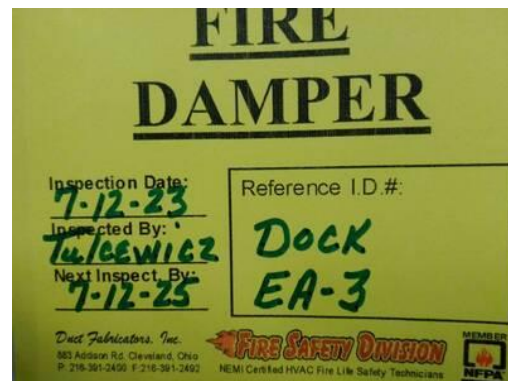 FIRE
DAMPER
Inspection Date:
7-12-23
Inspected By:
Tulcewicz
Next Inspect. By:
7-12-25
Reference I.D.#:
DOCK
EA-3
Duct Fabricators, Inc.
883 Addison Rd. Cleveland, Ohio
P: 216-391-2400 F: 216-391-2492
FIRE SAFETY DIVISION
NEMI Certified HVAC Fire Life Safety Technicians
MEMBER
NFPA